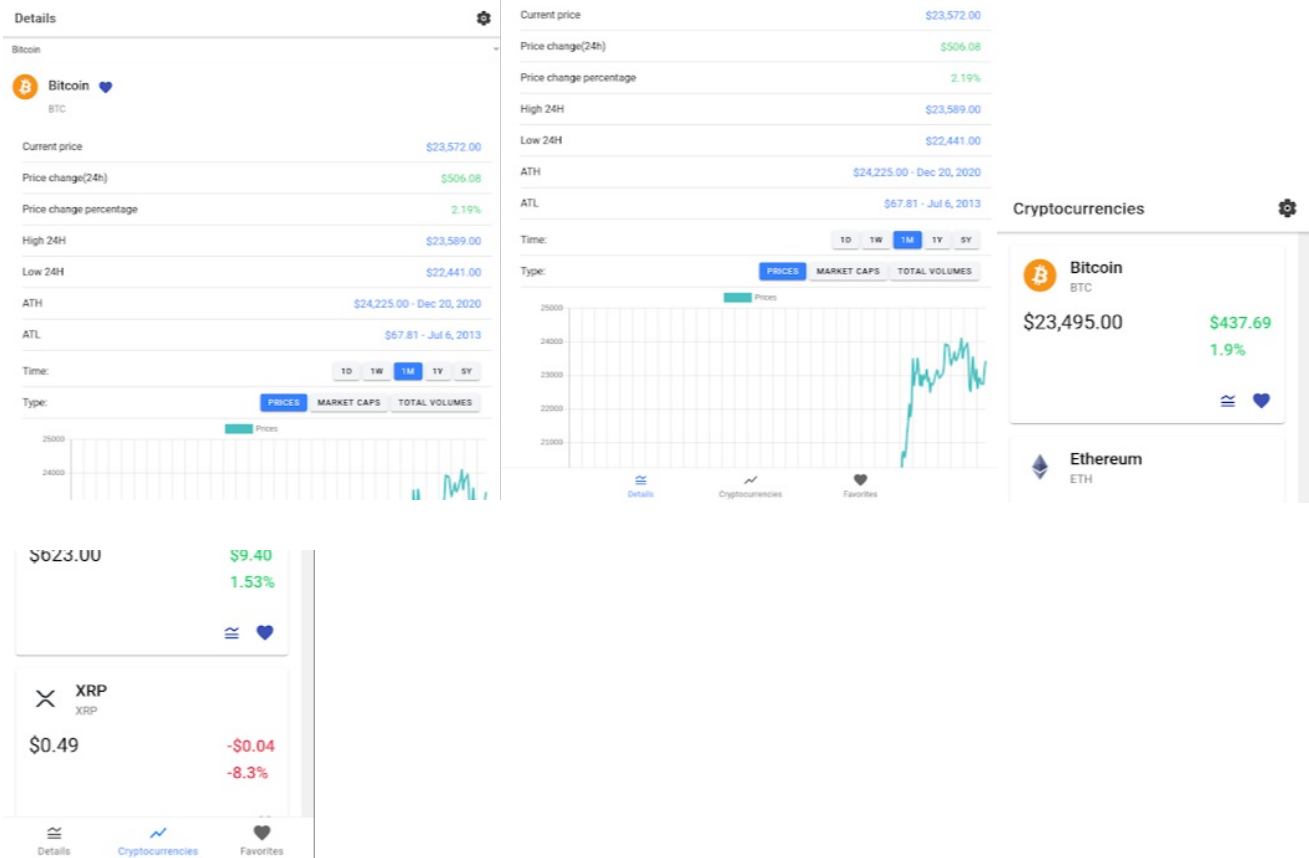 Details
Bitcoin
Bitcoin
BTC
Current price $23,572.00
Price change(24h) $506.08
Price change percentage 2.19%
High 24H $23,589.00
Low 24H $22,441.00
ATH $24,225.00 - Dec 20, 2020
ATL $67.81 - Jul 6, 2013
Time: 1D 1W 1M 1Y 5Y
Type: PRICES MARKET CAPS TOTAL VOLUMES
Prices
25000
24000
Current price $23,572.00
Price change(24h) $506.08
Price change percentage 2.19%
High 24H $23,589.00
Low 24H $22,441.00
ATH $24,225.00 - Dec 20, 2020
ATL $67.81 - Jul 6, 2013
Time: 1D 1W 1M 1Y 5Y
Type: PRICES MARKET CAPS TOTAL VOLUMES
Prices
25000
24000
23000
22000
21000
Details Cryptocurrencies Favorites
Cryptocurrencies
Bitcoin
BTC
$23,495.00 $437.69
1.9%
Ethereum
ETH
$623.00 $9.40
1.53%
XRP
XRP
$0.49 -$0.04
-8.3%
Details Cryptocurrencies Favorites